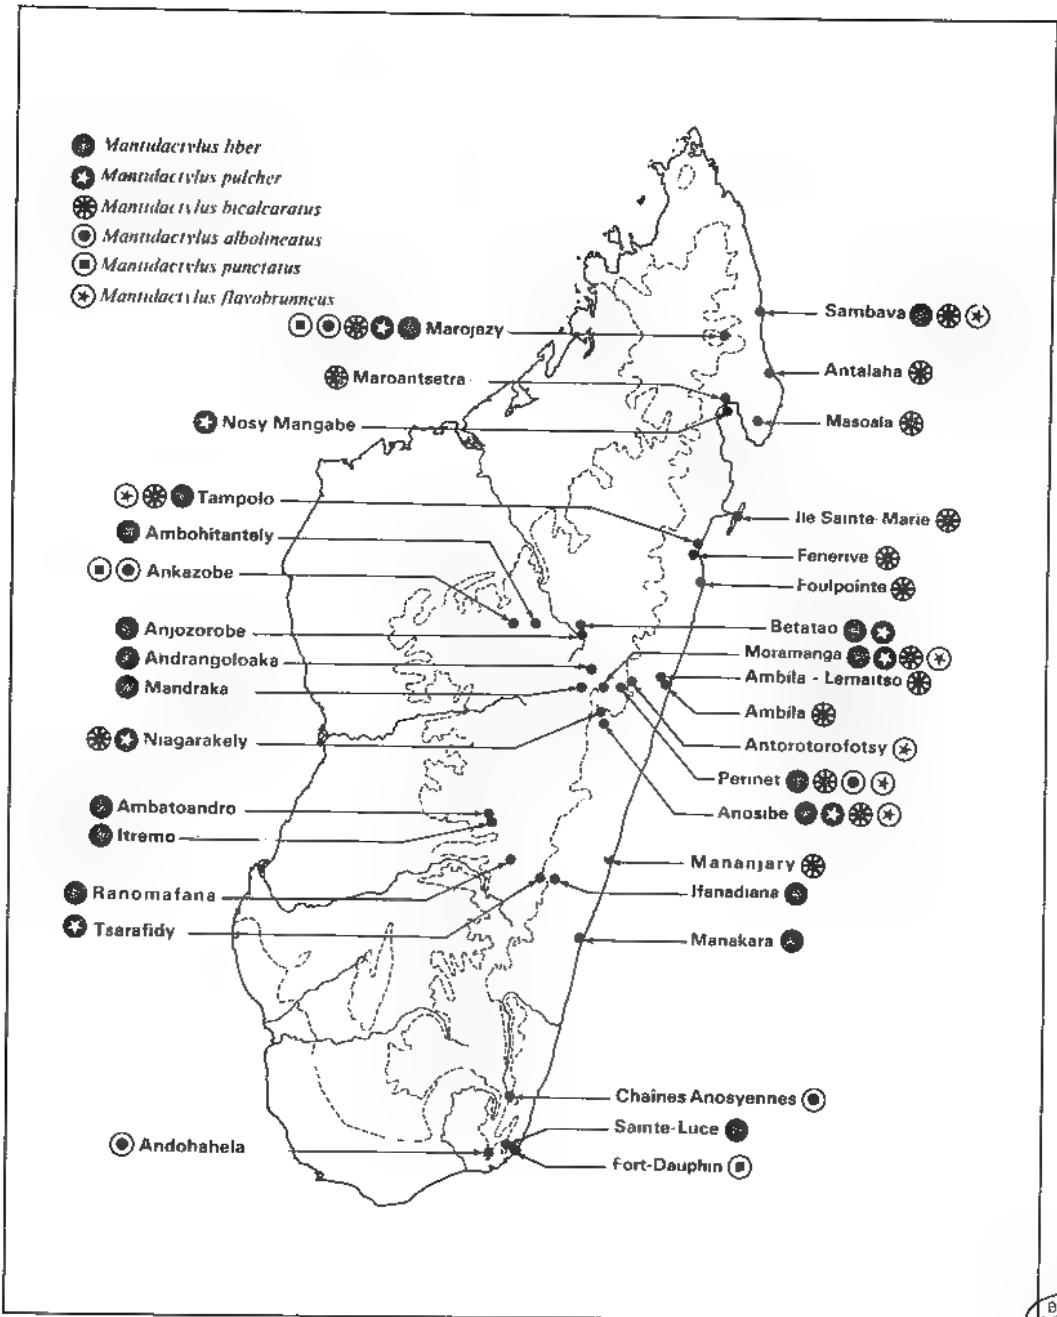 Mantidactylus liber
Mantidactylus pulcher
Mantidactylus bicalcaratus
Mantidactylus albolineatus
Mantidactylus punctatus
Mantidactylus flavobrunneus
Marojazy
Maroantsetra
Nosy Mangabe
Tampolo
Ambohitantely
Ankazobe
Anjozorobe
Andrangoloaka
Mandraka
Niagarakely
Ambatoandro
Itremo
Ranomafana
Tsarafidy
Andohahela
Sambava
Antalaha
Masoala
Ile Sainte-Marie
Fenerive
Foulpointe
Betatao
Moramanga
Ambila - Lemaitso
Ambila
Antorotorofotsy
Perinet
Anosibe
Mananjary
Ifanadiana
Manakara
Chaînes Anosyennes
Sainte-Luce
Fort-Dauphin